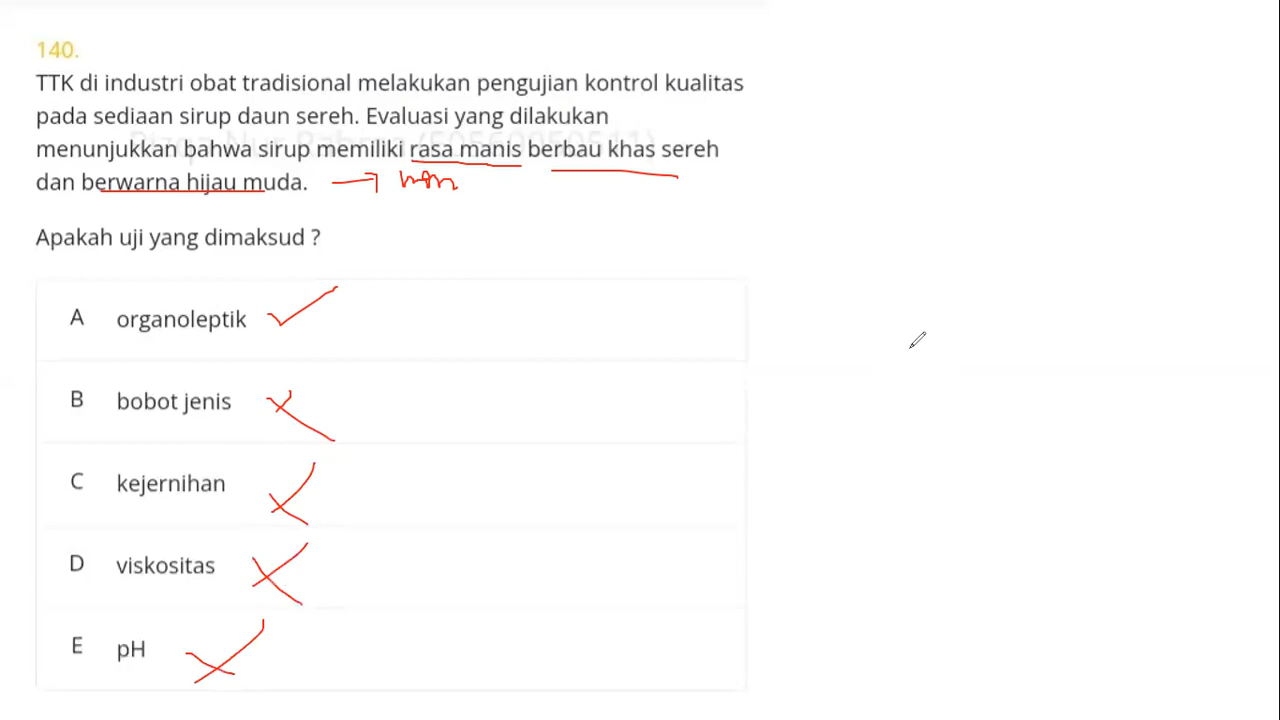 140.
TTK di industri obat tradisional melakukan pengujian kontrol kualitas
pada sediaan sirup daun sereh. Evaluasi yang dilakukan
menunjukkan bahwa sirup memiliki rasa manis berbau khas sereh
dan berwarna hijau muda.
Apakah uji yang dimaksud ?
A organoleptik
B bobot jenis
C kejernihan
D viskositas
E pH